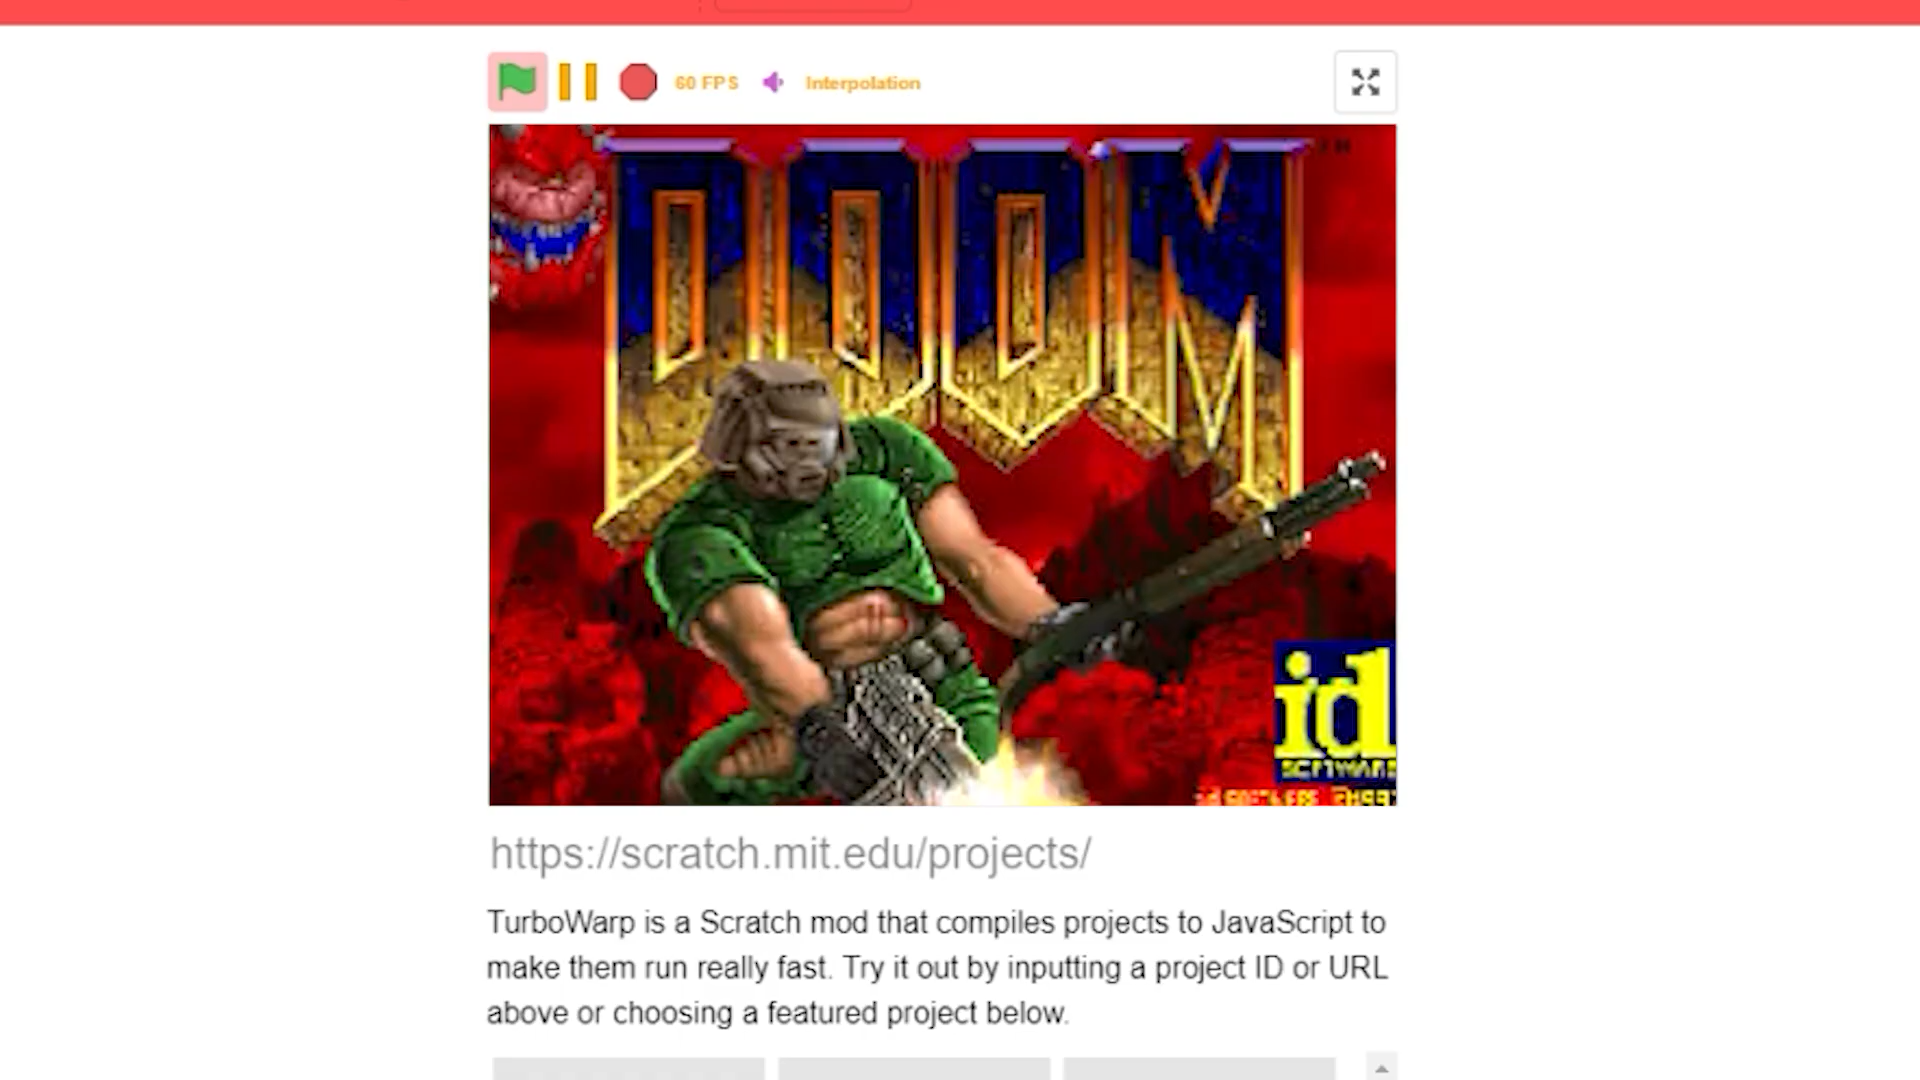 60 FPS
Interpolation
DOOM
id
SOFTWARE
https://scratch.mit.edu/projects/
TurboWarp is a Scratch mod that compiles projects to JavaScript to
make them run really fast. Try it out by inputting a project ID or URL
above or choosing a featured project below.